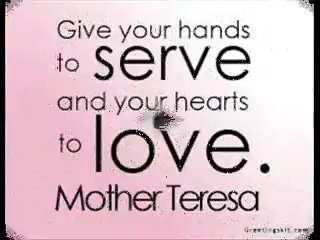 Give your hands
to serve
and your hearts
to love.
Mother Teresa
Greetingskit.com